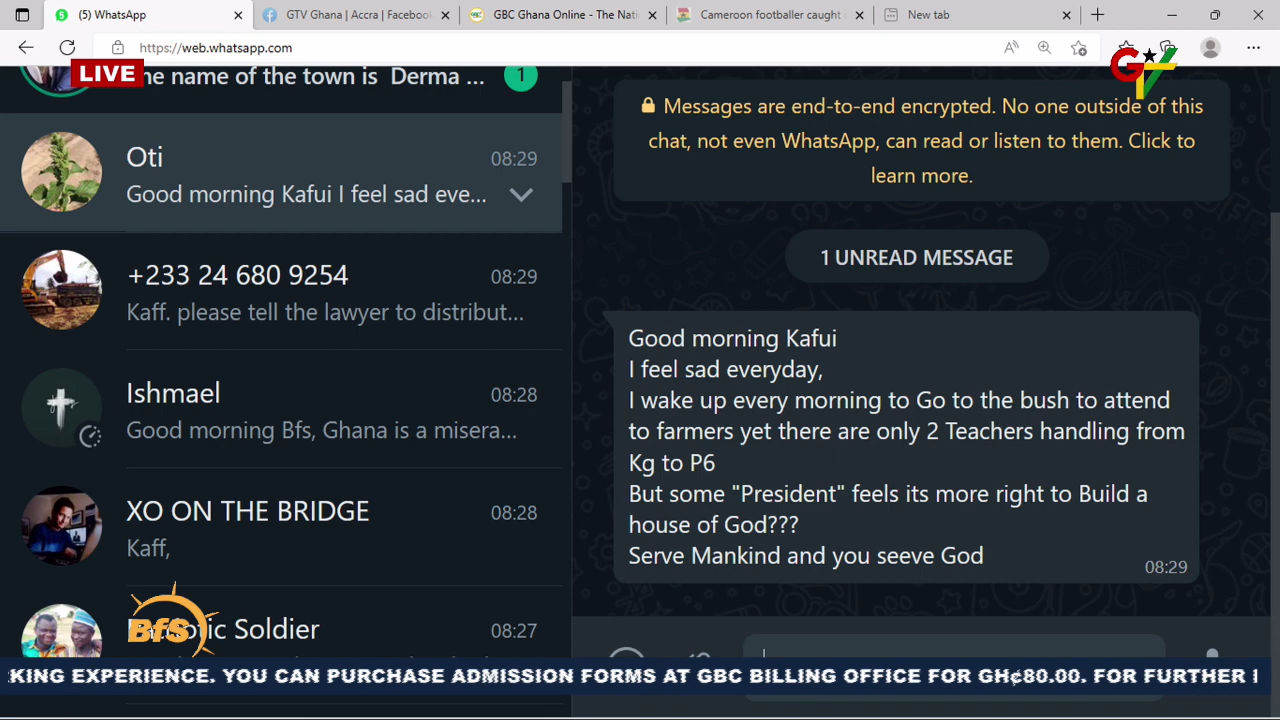 (5) WhatsApp
GTV Ghana | Accra | Facebook
GBC Ghana Online - The Nati
Cameroon footballer caught
New tab
https://web.whatsapp.com
LIVE
GTV
ne name of the town is Derma ...
1
Oti
08:29
Good morning Kafui I feel sad eve...
+233 24 680 9254
08:29
Kaff. please tell the lawyer to distribut...
Ishmael
08:28
Good morning Bfs, Ghana is a misera...
XO ON THE BRIDGE
08:28
Kaff,
Soldier
08:27
BfS
Messages are end-to-end encrypted. No one outside of this
chat, not even WhatsApp, can read or listen to them. Click to
learn more.
1 UNREAD MESSAGE
Good morning Kafui
I feel sad everyday,
I wake up every morning to Go to the bush to attend
to farmers yet there are only 2 Teachers handling from
Kg to P6
But some "President" feels its more right to Build a
house of God???
Serve Mankind and you seeve God
08:29
KING EXPERIENCE. YOU CAN PURCHASE ADMISSION FORMS AT GBC BILLING OFFICE FOR GH¢80.00. FOR FURTHER